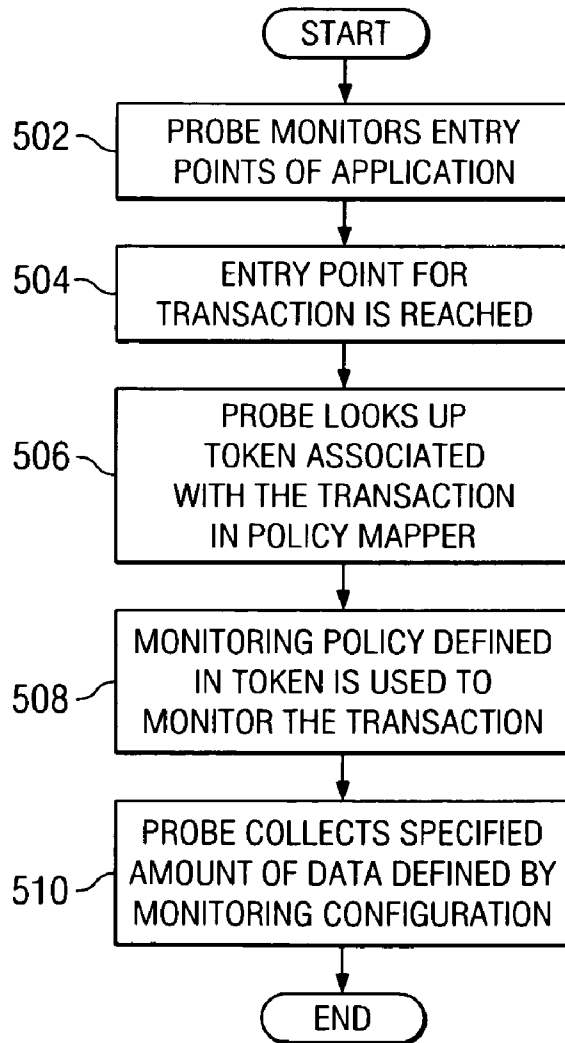 START
502
PROBE MONITORS ENTRY
POINTS OF APPLICATION
504
ENTRY POINT FOR
TRANSACTION IS REACHED
506
PROBE LOOKS UP
TOKEN ASSOCIATED
WITH THE TRANSACTION
IN POLICY MAPPER
508
MONITORING POLICY DEFINED
IN TOKEN IS USED TO
MONITOR THE TRANSACTION
510
PROBE COLLECTS SPECIFIED
AMOUNT OF DATA DEFINED BY
MONITORING CONFIGURATION
END